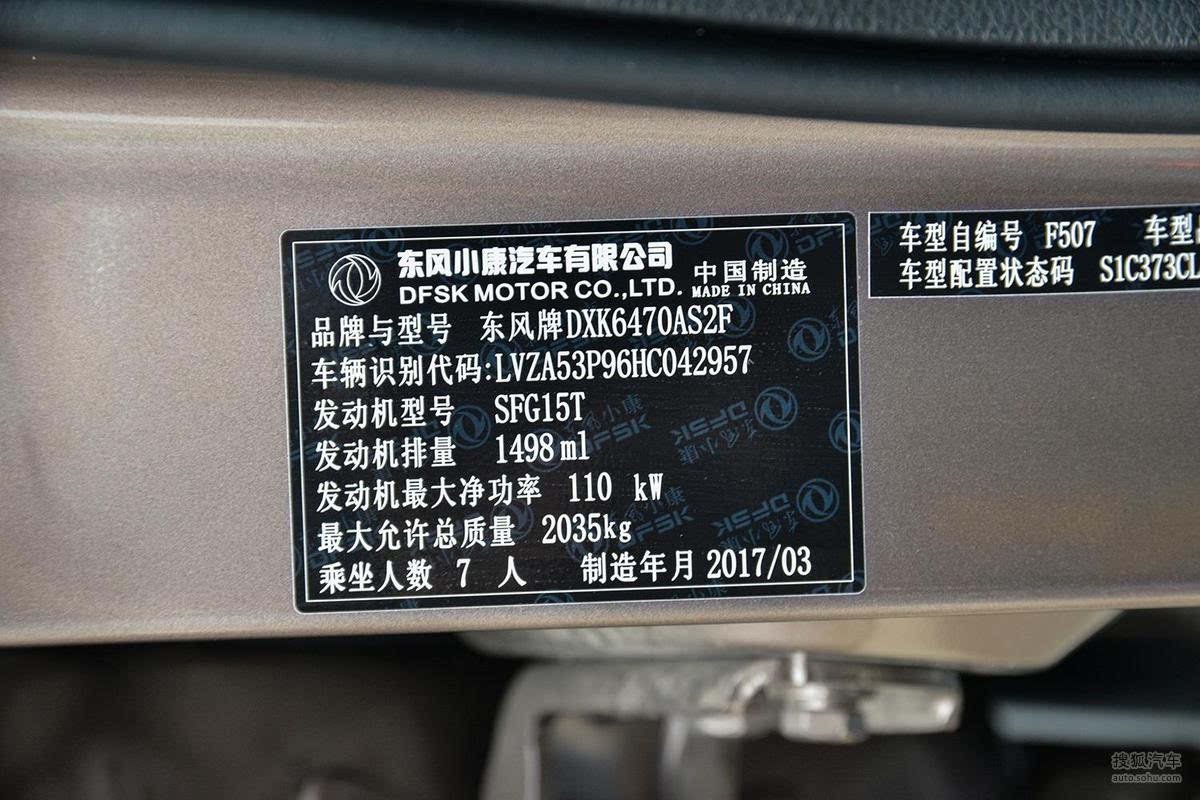 东风小康汽车有限公司
DFSK MOTOR CO.,LTD.
中国制造
MADE IN CHINA
品牌与型号 东风牌DXK6470AS2F
车辆识别代码:LVZA53P96HC042957
发动机型号 SFG15T
发动机排量 1498ml
发动机最大净功率 110 kW
最大允许总质量 2035kg
乘坐人数 7 人 制造年月 2017/03
车型自编号 F507 车型
车型配置状态码 S1C373CL
搜狐汽车
auto.sohu.com